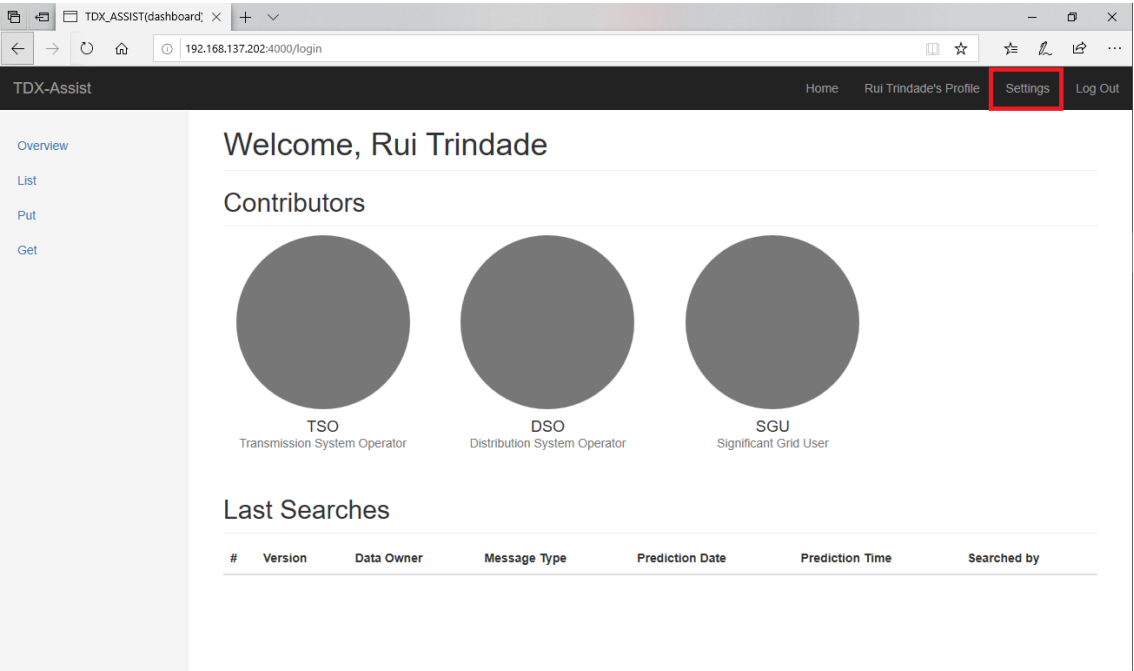 TDX_ASSIST(dashboard)
192.168.137.202:4000/login
TDX-Assist
Home
Rui Trindade's Profile
Settings
Log Out
Overview
List
Put
Get
Welcome, Rui Trindade
Contributors
TSO
Transmission System Operator
DSO
Distribution System Operator
SGU
Significant Grid User
Last Searches
# Version Data Owner Message Type Prediction Date Prediction Time Searched by